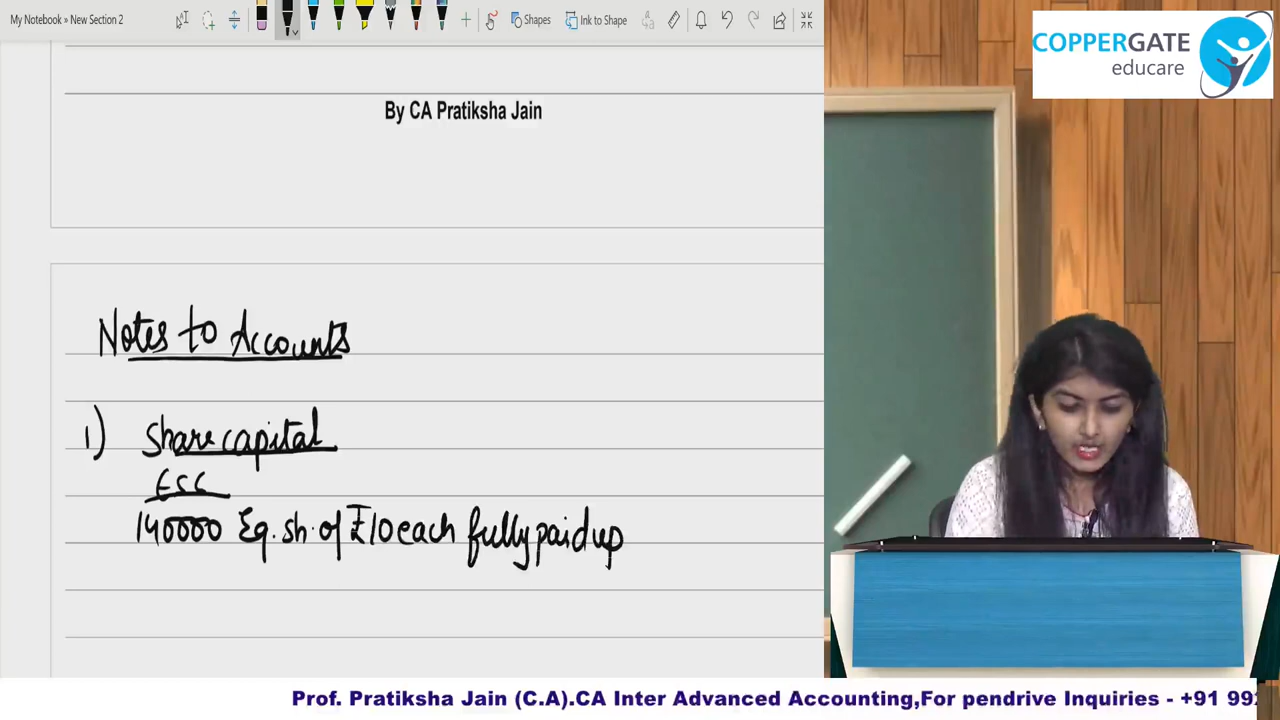 My Notebook » New Section 2
Shapes
Ink to Shape
COPPERGATE
educare
By CA Pratiksha Jain
Notes to Accounts
1) Share capital
ESC
140000 Eq. sh. of ₹10 each fully paid up
Prof. Pratiksha Jain (C.A).CA Inter Advanced Accounting,For pendrive Inquiries - +91 99